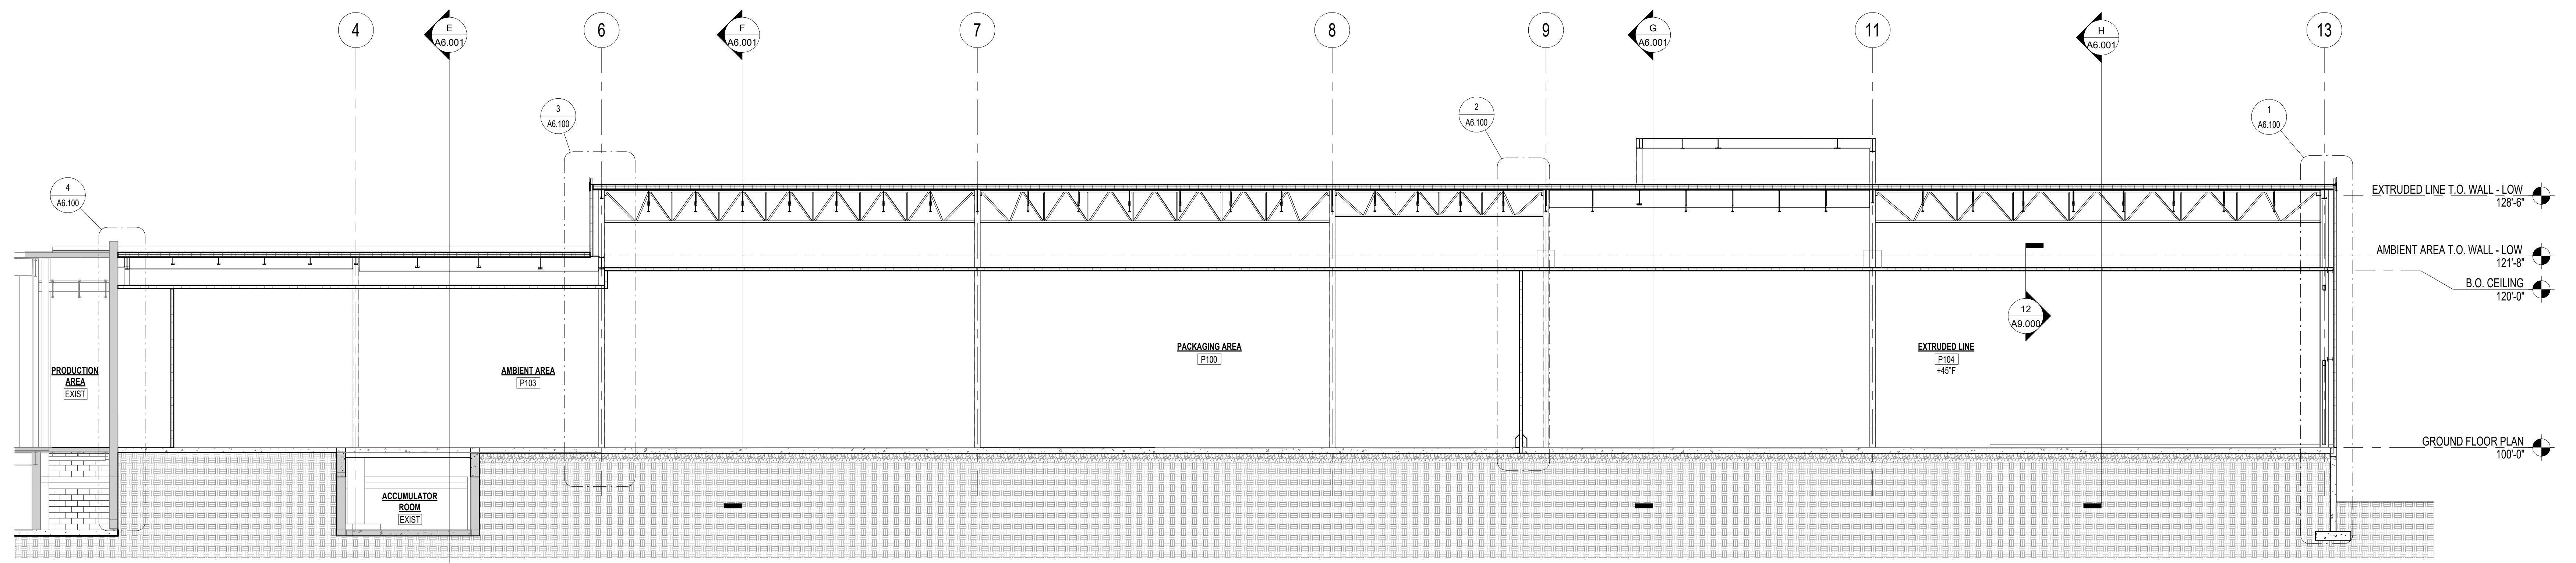 4
E
A6.001
6
F
A6.001
7
8
9
G
A6.001
11
H
A6.001
13
3
A6.100
2
A6.100
1
A6.100
4
A6.100
EXTRUDED LINE T.O. WALL - LOW
128'-6"
AMBIENT AREA T.O. WALL - LOW
121'-8"
B.O. CEILING
120'-0"
12
A9.000
PACKAGING AREA
P100
EXTRUDED LINE
P104
+45°F
PRODUCTION
AREA
EXIST
AMBIENT AREA
P103
GROUND FLOOR PLAN
100'-0"
ACCUMULATOR
ROOM
EXIST